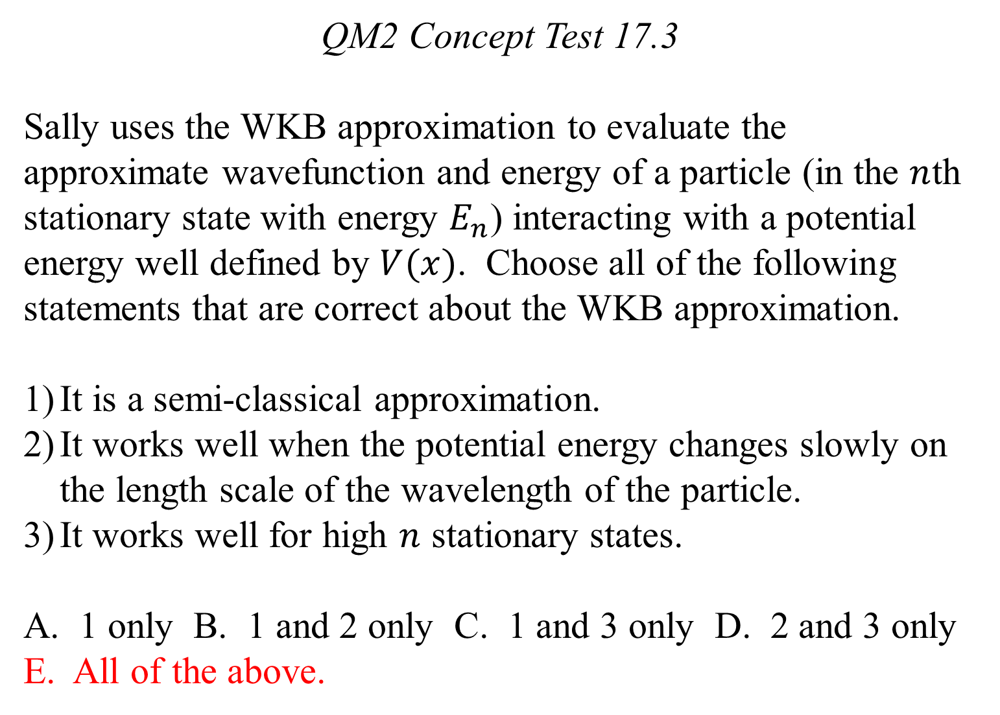 QM2 Concept Test 17.3
Sally uses the WKB approximation to evaluate the
approximate wavefunction and energy of a particle (in the nth
stationary state with energy Eₙ) interacting with a potential
energy well defined by V(x). Choose all of the following
statements that are correct about the WKB approximation.
1) It is a semi-classical approximation.
2) It works well when the potential energy changes slowly on
the length scale of the wavelength of the particle.
3) It works well for high n stationary states.
A. 1 only B. 1 and 2 only C. 1 and 3 only D. 2 and 3 only
E. All of the above.